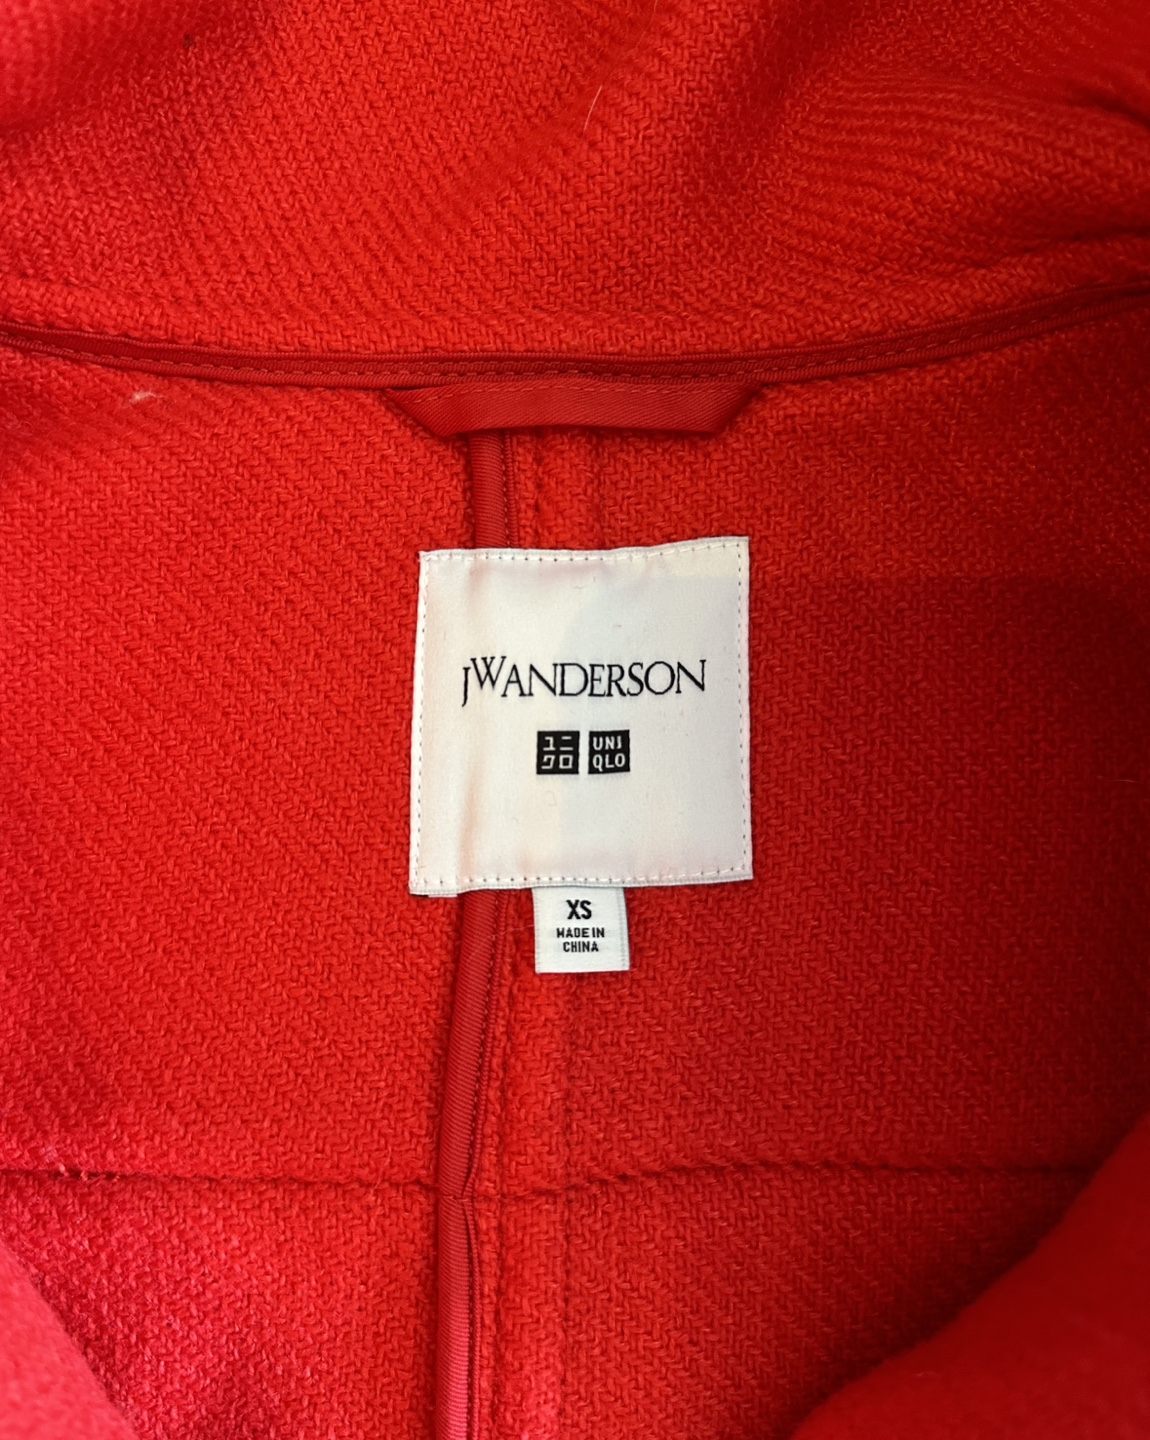 JWANDERSON
ユニ UNI
クロ QLO
XS
MADE IN
CHINA